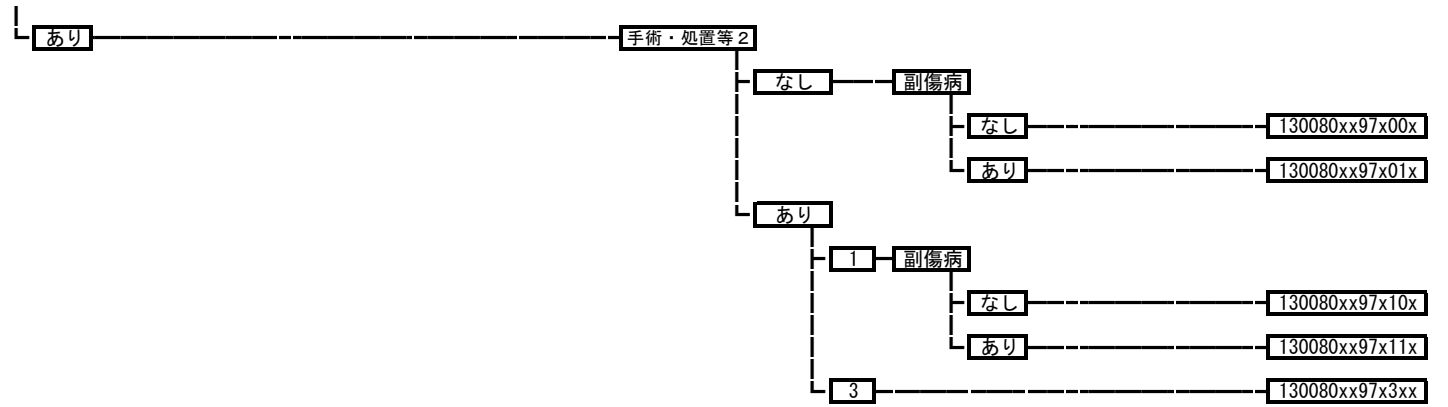 あり 手術・処置等２
なし 副傷病
なし 130080xx97x00x
あり 130080xx97x01x
あり
1 副傷病
なし 130080xx97x10x
あり 130080xx97x11x
3 130080xx97x3xx